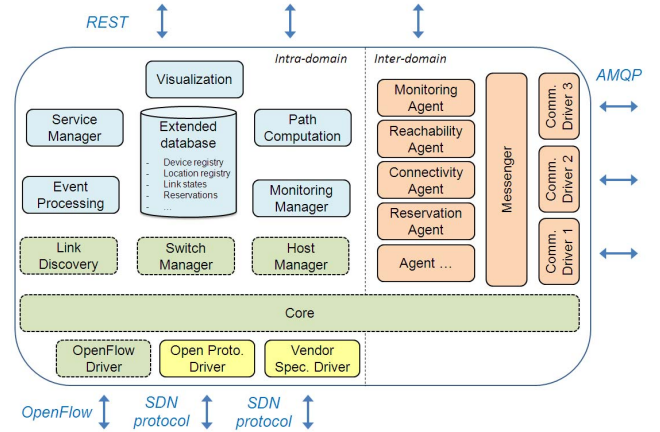 REST
Intra-domain
Inter-domain
AMQP
Visualization
Service
Manager
Extended
database
- Device registry
- Location registry
- Link states
- Reservations
- ...
Path
Computation
Event
Processing
Monitoring
Manager
Link
Discovery
Switch
Manager
Host
Manager
Monitoring
Agent
Reachability
Agent
Connectivity
Agent
Reservation
Agent
Agent ...
Messenger
Comm.
Driver 3
Comm.
Driver 2
Comm.
Driver 1
Core
OpenFlow
Driver
Open Proto.
Driver
Vendor
Spec. Driver
OpenFlow
SDN
protocol
SDN
protocol